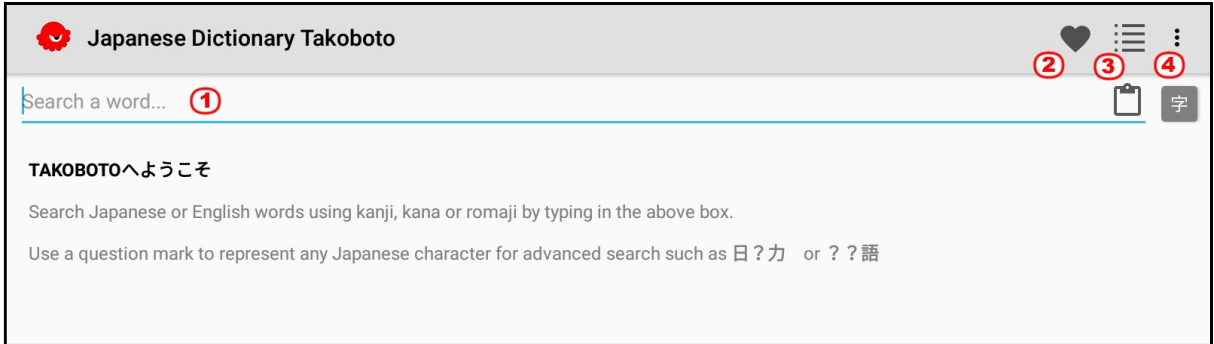 Japanese Dictionary Takoboto
② ③ ④
Search a word... ① 字
TAKOBOTOへようこそ
Search Japanese or English words using kanji, kana or romaji by typing in the above box.
Use a question mark to represent any Japanese character for advanced search such as 日？力　or ？？語